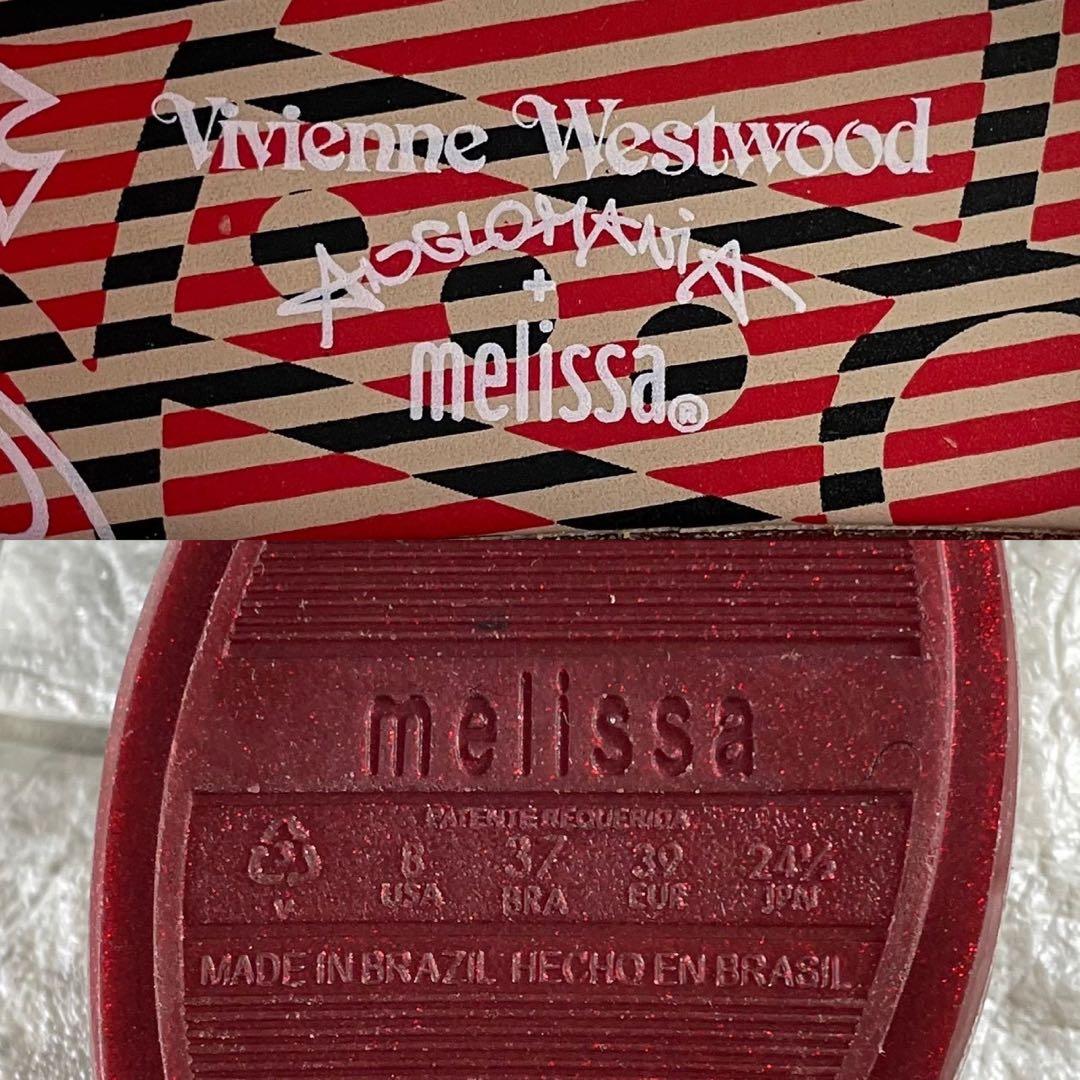 Vivienne Westwood
ANGLOMANIA
+
melissa®
melissa
PATENTE REQUERIDA
8 37 39 24½
USA BRA EUR JPN
MADE IN BRAZIL HECHO EN BRASIL